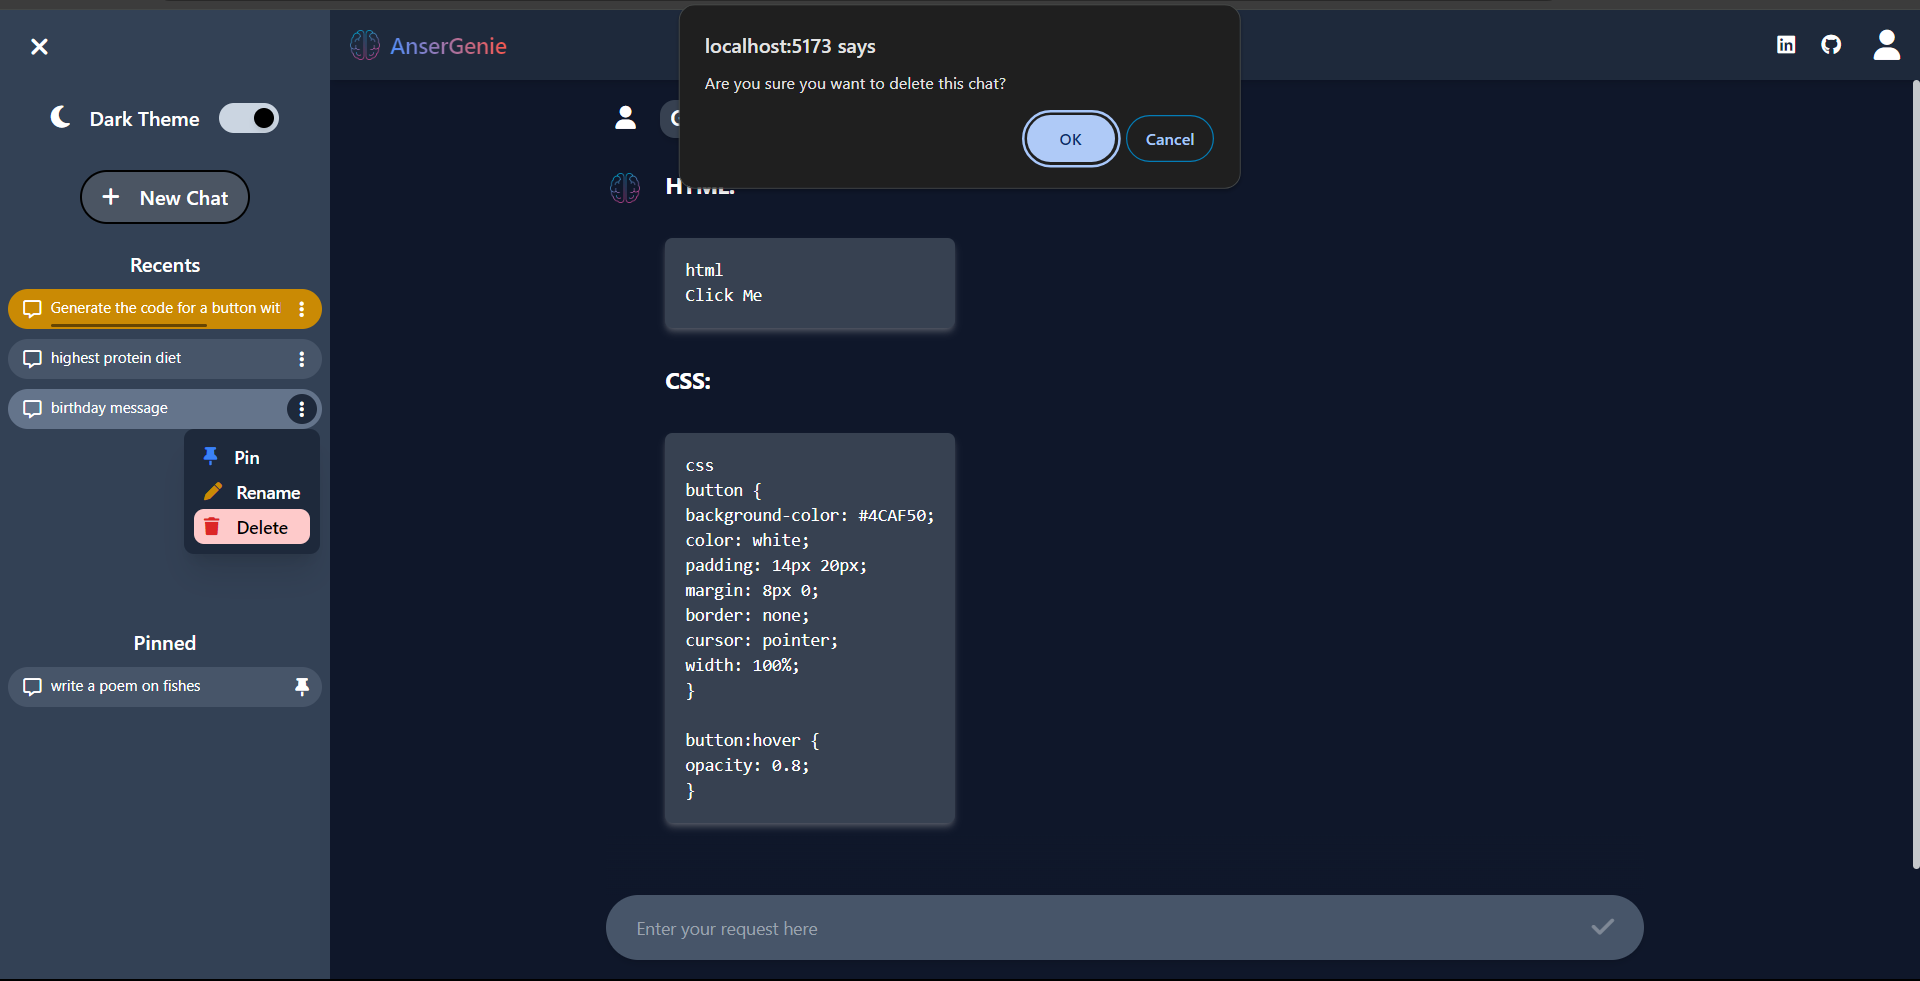 AnserGenie
localhost:5173 says
Are you sure you want to delete this chat?
OK
Cancel
Dark Theme
New Chat
Recents
Generate the code for a button wit
highest protein diet
birthday message
Pin
Rename
Delete
Pinned
write a poem on fishes
HTML:
html
Click Me
CSS:
css
button {
background-color: #4CAF50;
color: white;
padding: 14px 20px;
margin: 8px 0;
border: none;
cursor: pointer;
width: 100%;
}
button:hover {
opacity: 0.8;
}
Enter your request here